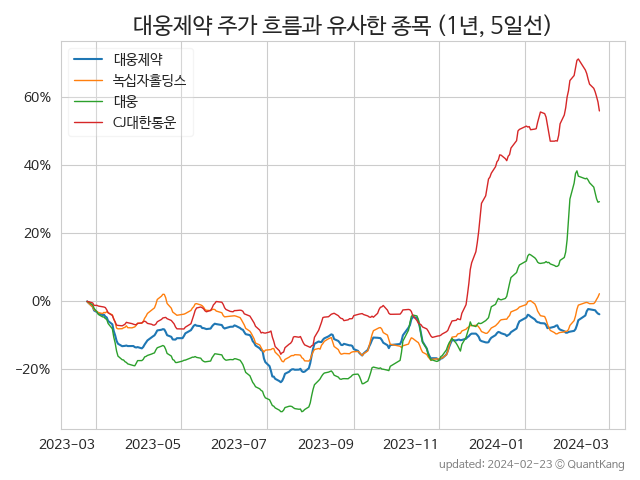 대웅제약 주가 흐름과 유사한 종목 (1년, 5일선)
대웅제약
녹십자홀딩스
대웅
CJ대한통운
60%
40%
20%
0%
−20%
2023-03 2023-05 2023-07 2023-09 2023-11 2024-01 2024-03
updated: 2024-02-23 © QuantKang